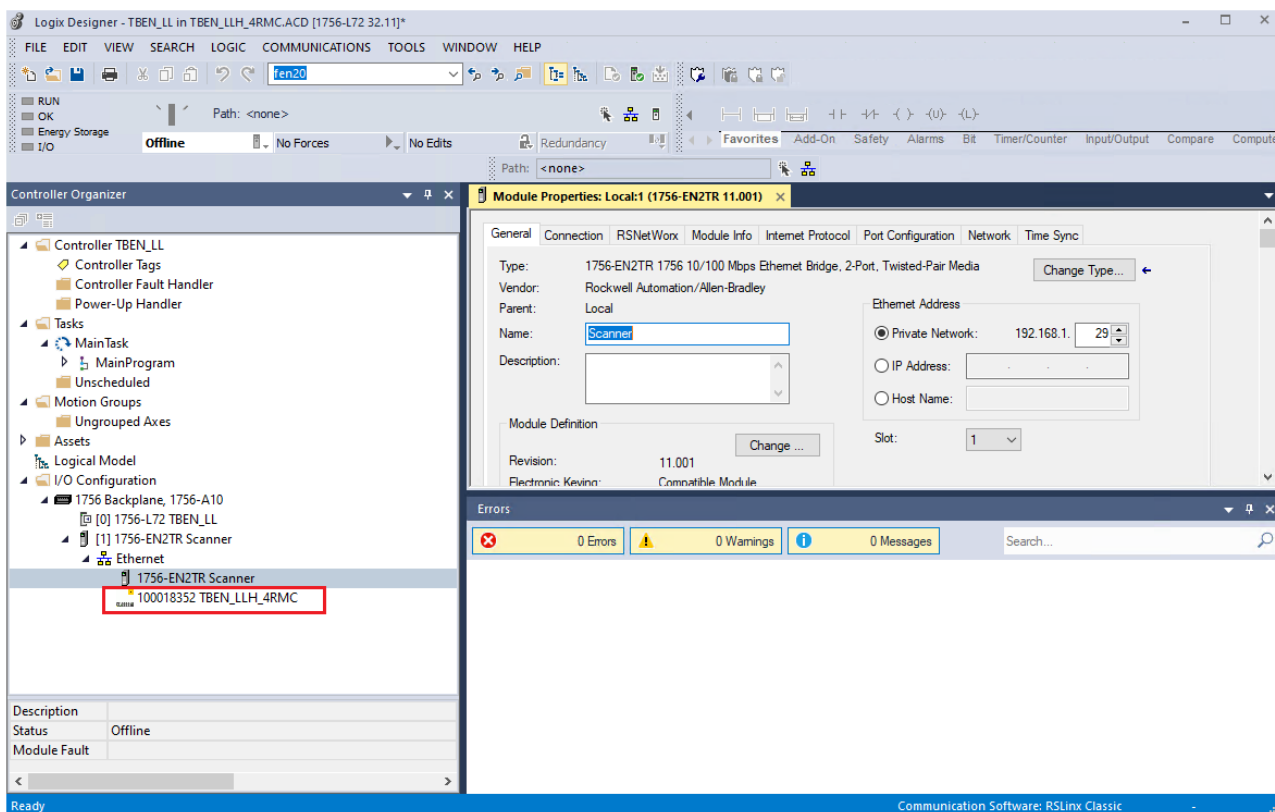 Logix Designer - TBEN_LL in TBEN_LLH_4RMC.ACD [1756-L72 32.11]*
FILE EDIT VIEW SEARCH LOGIC COMMUNICATIONS TOOLS WINDOW HELP
fen20
RUN
OK
Energy Storage
I/O
Path: <none>
Offline No Forces No Edits Redundancy
Favorites Add-On Safety Alarms Bit Timer/Counter Input/Output Compare Compute
Path: <none>
Controller Organizer
Controller TBEN_LL
Controller Tags
Controller Fault Handler
Power-Up Handler
Tasks
MainTask
MainProgram
Unscheduled
Motion Groups
Ungrouped Axes
Assets
Logical Model
I/O Configuration
1756 Backplane, 1756-A10
[0] 1756-L72 TBEN_LL
[1] 1756-EN2TR Scanner
Ethernet
1756-EN2TR Scanner
100018352 TBEN_LLH_4RMC
Description
Status Offline
Module Fault
Module Properties: Local:1 (1756-EN2TR 11.001)
General Connection RSNetWorx Module Info Internet Protocol Port Configuration Network Time Sync
Type: 1756-EN2TR 1756 10/100 Mbps Ethernet Bridge, 2-Port, Twisted-Pair Media
Change Type...
Vendor: Rockwell Automation/Allen-Bradley
Parent: Local
Name: Scanner
Description:
Ethernet Address
Private Network: 192.168.1. 29
IP Address:
Host Name:
Module Definition
Change ...
Slot: 1
Revision: 11.001
Electronic Keying: Compatible Module
Errors
0 Errors 0 Warnings 0 Messages Search...
Ready
Communication Software: RSLinx Classic